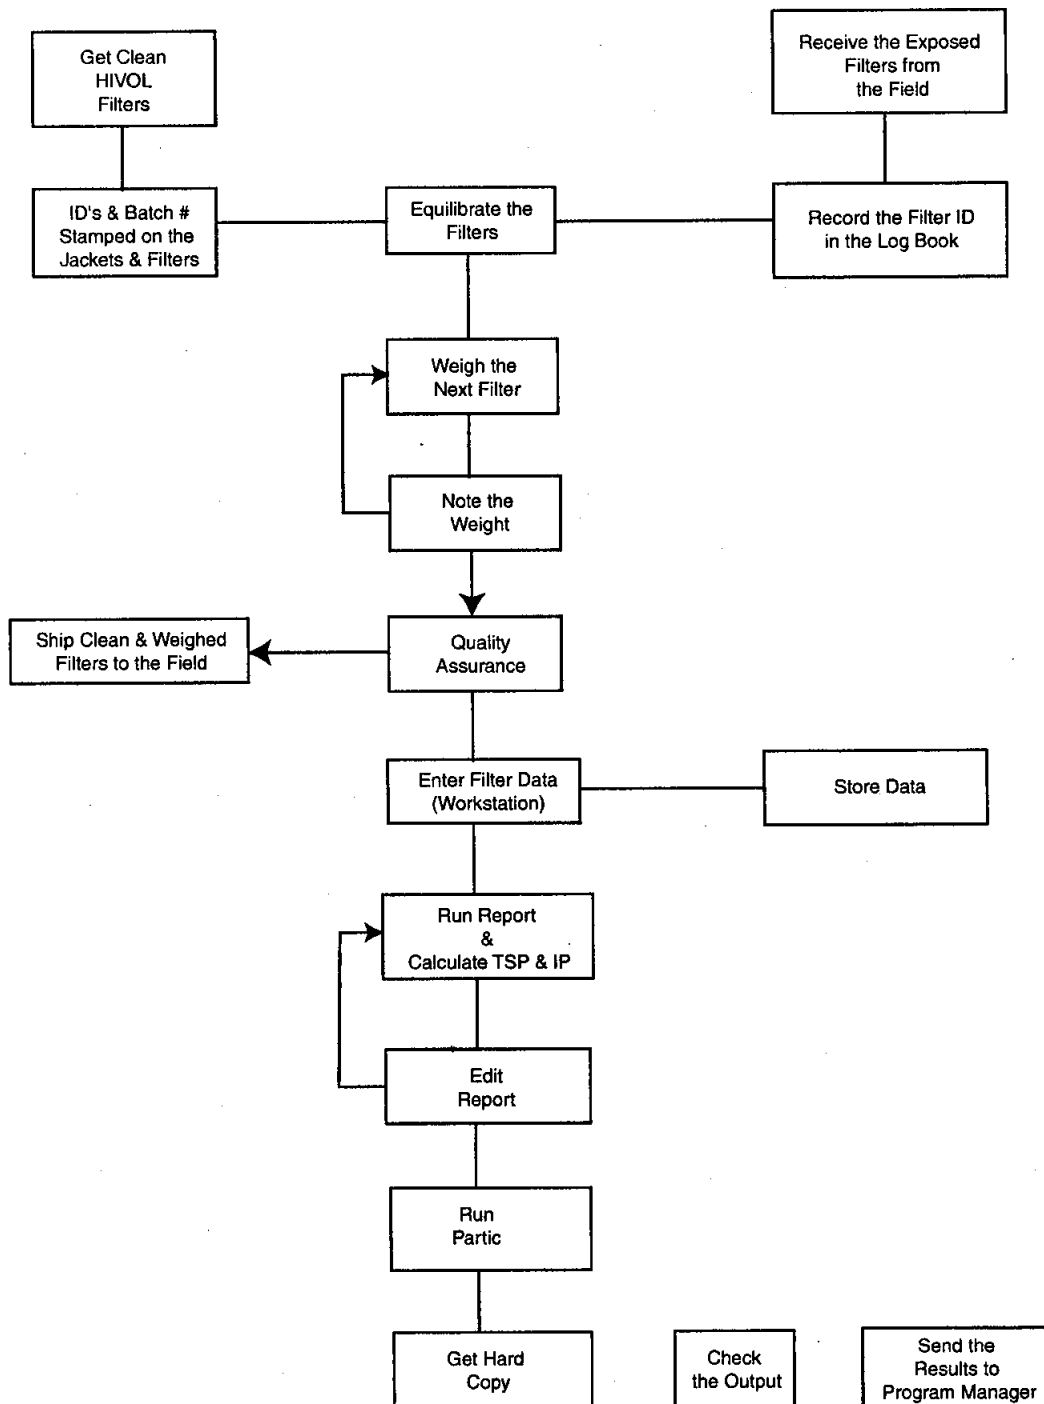 Get Clean
HIVOL
Filters
Receive the Exposed
Filters from
the Field
ID's & Batch #
Stamped on the
Jackets & Filters
Equilibrate the
Filters
Record the Filter ID
in the Log Book
Weigh the
Next Filter
Note the
Weight
Ship Clean & Weighed
Filters to the Field
Quality
Assurance
Enter Filter Data
(Workstation)
Store Data
Run Report
&
Calculate TSP & IP
Edit
Report
Run
Partic
Get Hard
Copy
Check
the Output
Send the
Results to
Program Manager